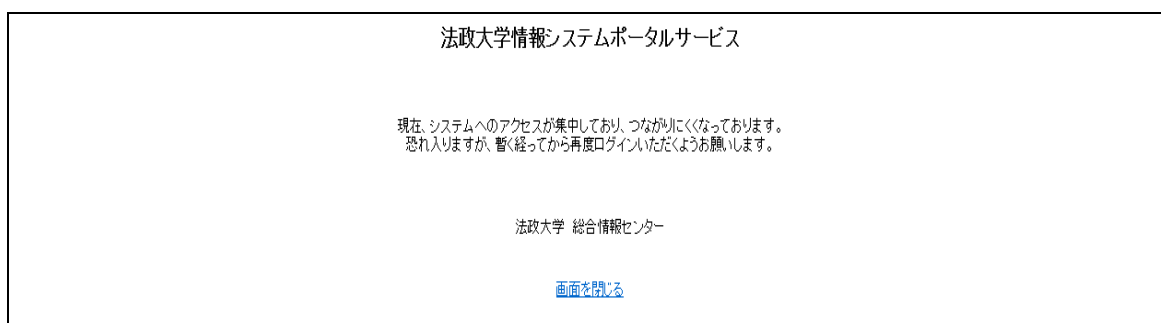 法政大学情報システムポータルサービス
現在、システムへのアクセスが集中しており、つながりにくくなっております。
恐れ入りますが、暫く経ってから再度ログインいただくようお願いします。
法政大学 総合情報センター
画面を閉じる